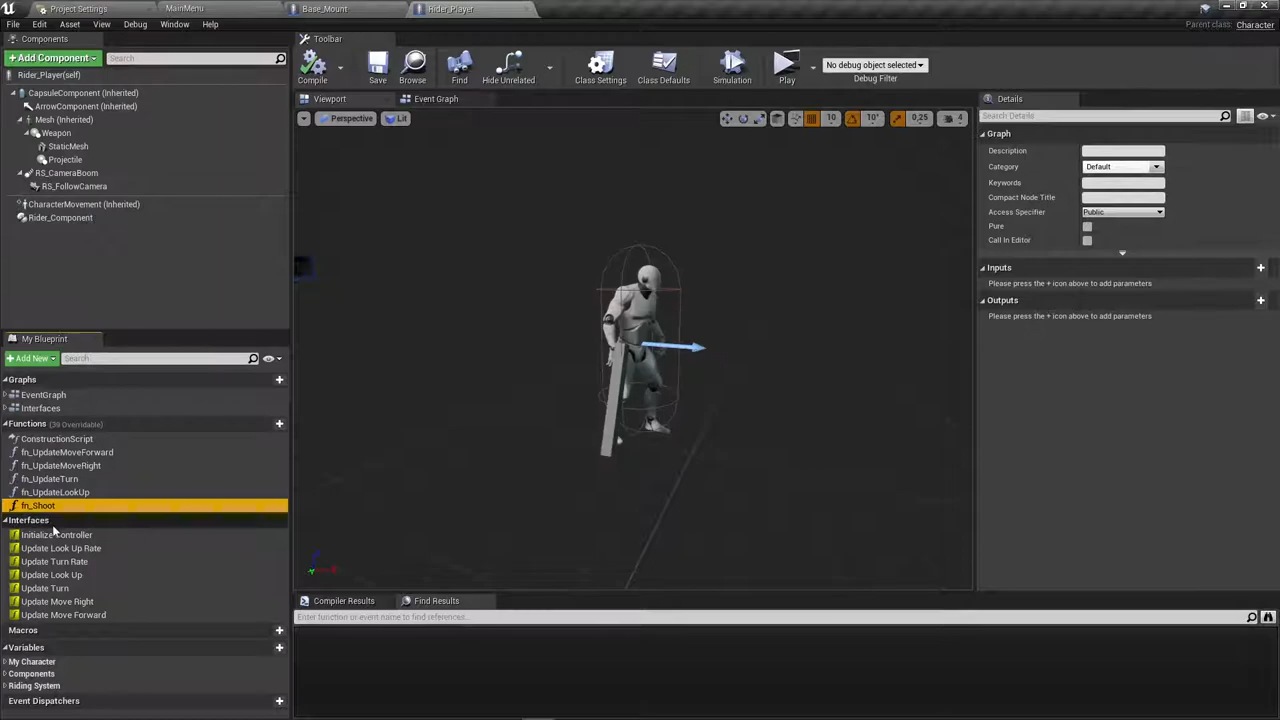 Project Settings
MainMenu
Base_Mount
Rider_Player
File Edit Asset View Debug Window Help
Parent class: Character
Components
Toolbar
+Add Component
Search
Rider_Player(self)
CapsuleComponent (Inherited)
ArrowComponent (Inherited)
Mesh (Inherited)
Weapon
StaticMesh
Projectile
RS_CameraBoom
RS_FollowCamera
CharacterMovement (Inherited)
Rider_Component
Compile
Save
Browse
Find
Hide Unrelated
Class Settings
Class Defaults
Simulation
Play
No debug object selected
Debug Filter
Viewport
Event Graph
Perspective
Lit
10
10°
0.25
4
Details
Search Details
Graph
Description
Category Default
Keywords
Compact Node Title
Access Specifier Public
Pure
Call In Editor
Inputs
Please press the + icon above to add parameters
Outputs
Please press the + icon above to add parameters
My Blueprint
+Add New
Search
Graphs
EventGraph
Interfaces
Functions (39 Overridable)
ConstructionScript
fn_UpdateMoveForward
fn_UpdateMoveRight
fn_UpdateTurn
fn_UpdateLookUp
fn_Shoot
Interfaces
Initialize Controller
Update Look Up Rate
Update Turn Rate
Update Look Up
Update Turn
Update Move Right
Update Move Forward
Macros
Variables
My Character
Components
Riding System
Event Dispatchers
Compiler Results
Find Results
Enter function or event name to find references...